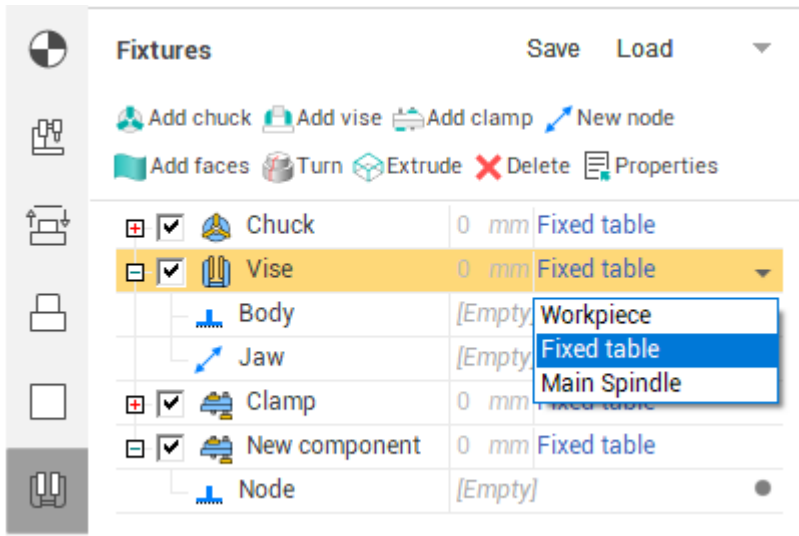 Fixtures Save Load
Add chuck Add vise Add clamp New node
Add faces Turn Extrude Delete Properties
Chuck 0 mm Fixed table
Vise 0 mm Fixed table
Body [Empty] Workpiece
Jaw [Empty] Fixed table
Main Spindle
Clamp 0 mm Fixed table
New component 0 mm Fixed table
Node [Empty]